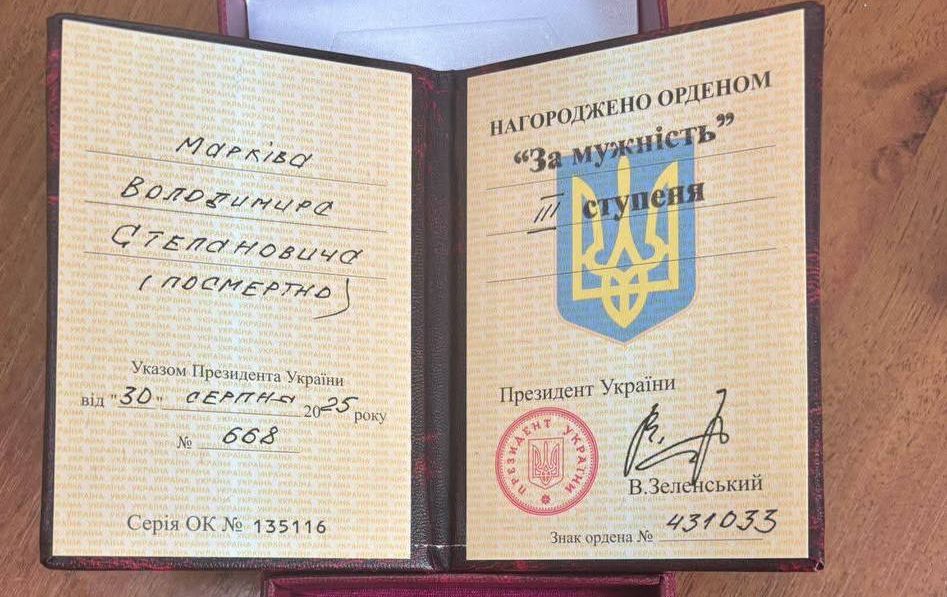 Марківа
Володимира
Степановича
(посмертно)
Указом Президента України
від "30" серпня 2025 року
№ 668
Серія ОК № 135116
НАГОРОДЖЕНО ОРДЕНОМ
“За мужність”
III ступеня
Президент України
ПРЕЗИДЕНТ УКРАЇНИ
В.Зеленський
Знак ордена № 431033